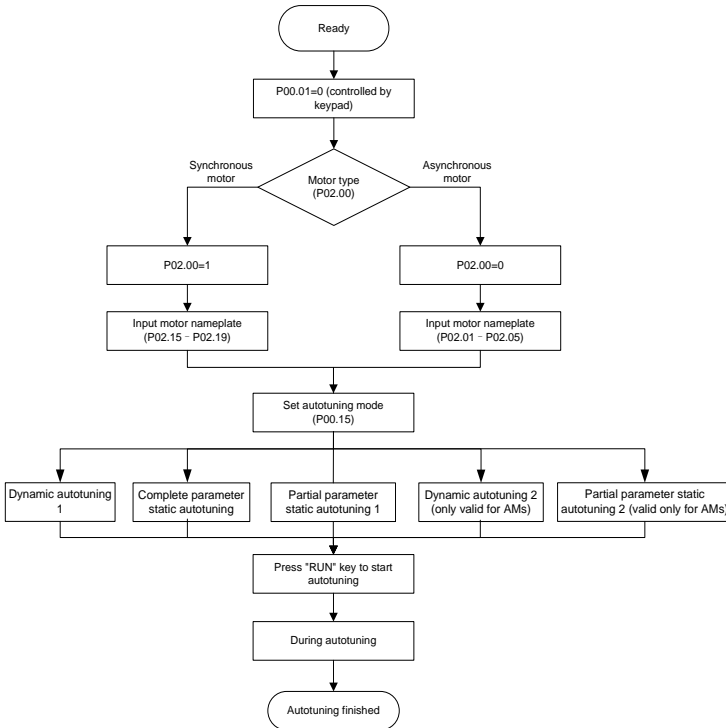 Ready
P00.01=0 (controlled by
keypad)
Synchronous
motor
Asynchronous
motor
Motor type
(P02.00)
P02.00=1
P02.00=0
Input motor nameplate
(P02.15–P02.19)
Input motor nameplate
(P02.01–P02.05)
Set autotuning mode
(P00.15)
Dynamic autotuning
1
Complete parameter
static autotuning
Partial parameter
static autotuning 1
Dynamic autotuning 2
(only valid for AMs)
Partial parameter static
autotuning 2 (valid only for AMs)
Press "RUN" key to start
autotuning
During autotuning
Autotuning finished